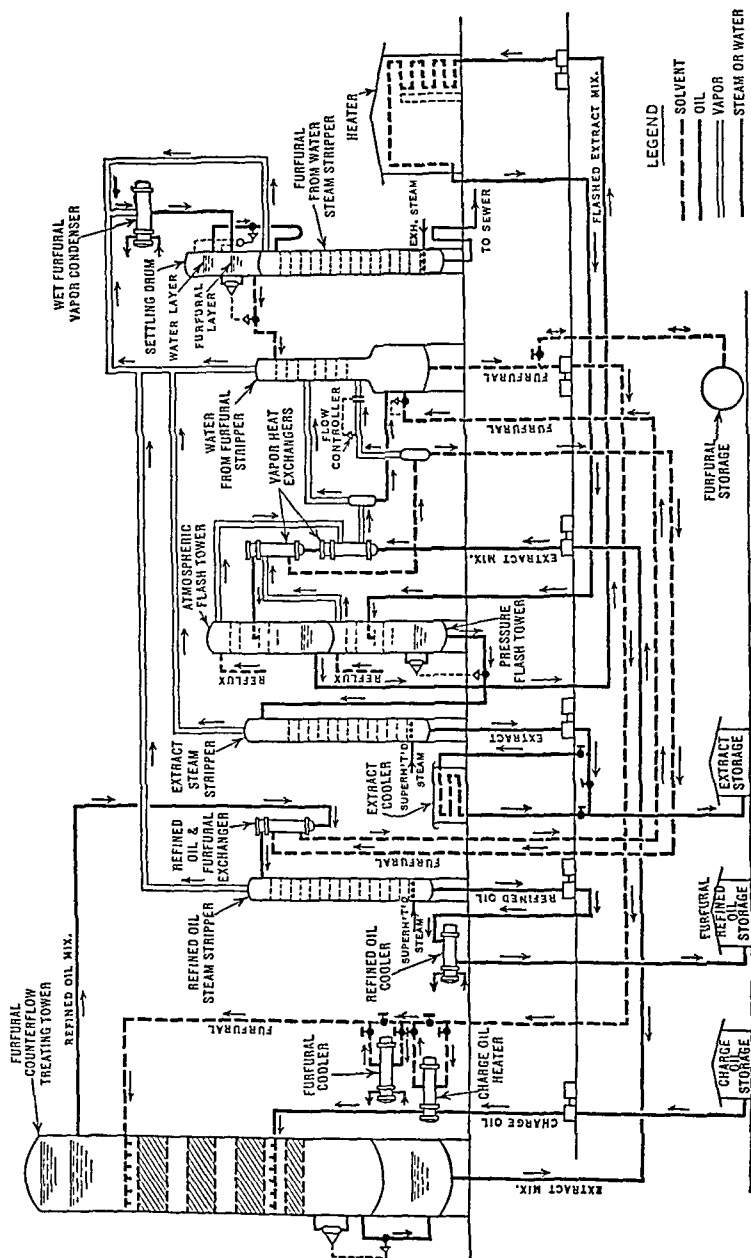 FURFURAL
COUNTERFLOW
TREATING TOWER
REFINED OIL MIX.
REFINED OIL
STEAM STRIPPER
REFINED OIL &
FURFURAL
EXCHANGER
EXTRACT STEAM
STRIPPER
ATMOSPHENIC
FLASH TOWER
VAPOR HEAT
EXCHANGERS
WATER
FROM FURFURAL
STRIPPER
FLOW
CONTROLLER
WET FURFURAL
VAPOR CONDENSER
SETTLING DRUM
WATER LAYER
FURFURAL
LAYER
FURFURAL
FROM WATER
STEAM STRIPPER
HEATER
FURFURAL
FURFURAL
COOLER
CHARGE OIL
HEATER
CHARGE OIL
EXTRACT MIX.
SUPERH'T'D
STEAM
REFINED OIL
COOLER
REFINED OIL
FURFURAL
SUPERH'T'D
STEAM
EXTRACT
COOLER
EXTRACT
REFLUX
REFLUX
PRESSURE
FLASH TOWER
EXTRACT MIX.
FURFURAL
FURFURAL
EXH. STEAM
TO SEWER
FLASHED EXTRACT MIX.
CHARGE
OIL
STORAGE
FURFURAL
REFINED
OIL
STORAGE
EXTRACT
STORAGE
FURFURAL
STORAGE
LEGEND
SOLVENT
OIL
VAPOR
STEAM OR WATER